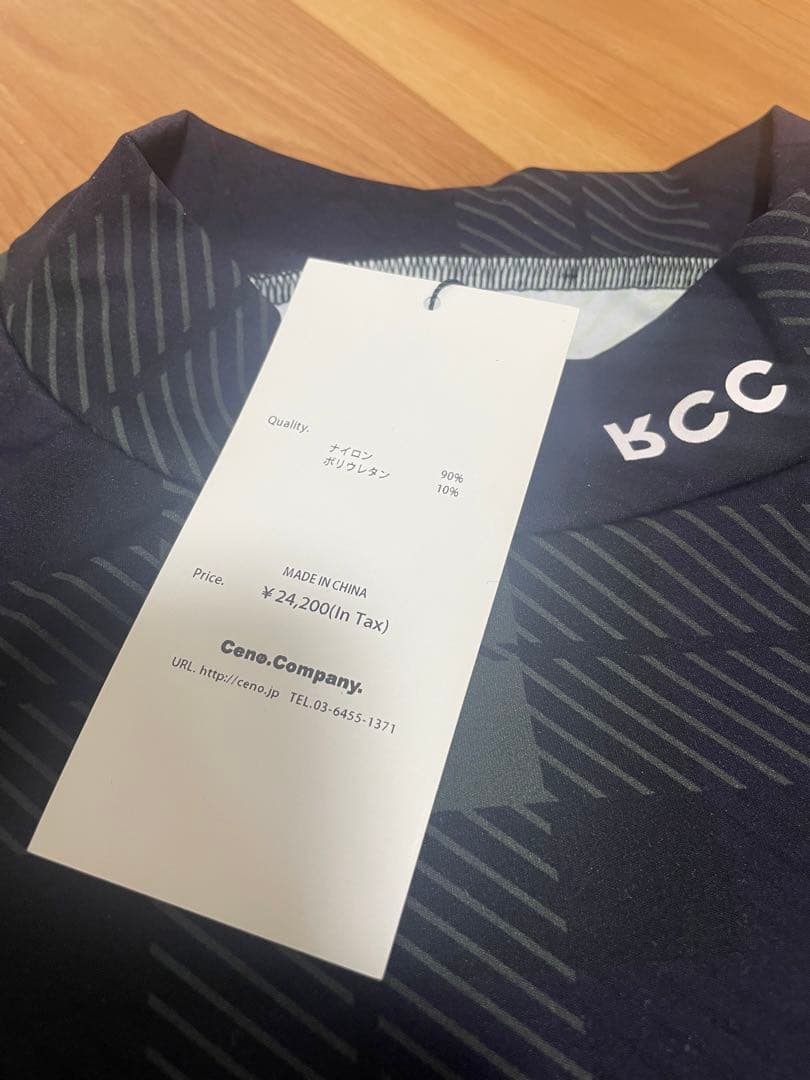 RCC
Quality.
ナイロン 90%
ポリウレタン 10%
MADE IN CHINA
Price. ¥24,200(In Tax)
Ceno.Company.
URL. http://ceno.jp TEL.03-6455-1371